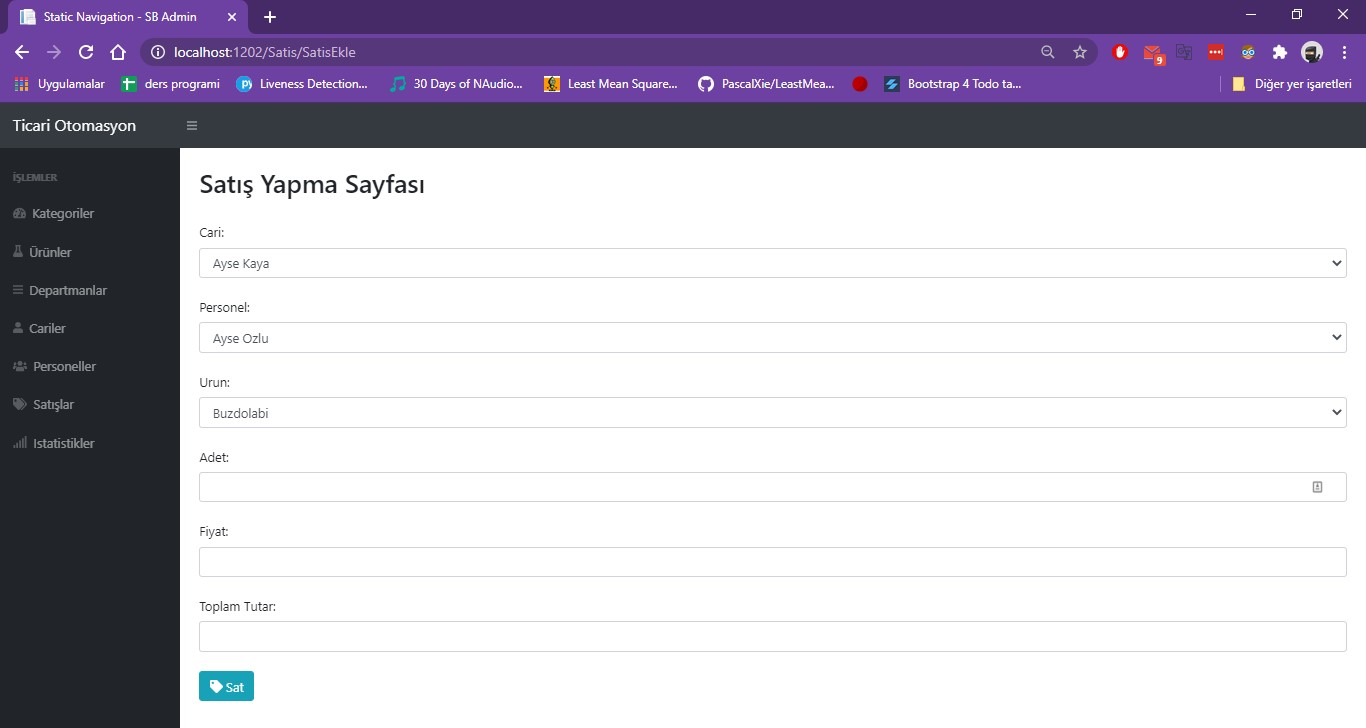 Static Navigation - SB Admin
localhost:1202/Satis/SatisEkle
9
Uygulamalar
ders programi
Liveness Detection...
30 Days of NAudio...
Least Mean Square...
PascalXie/LeastMea...
Bootstrap 4 Todo ta...
Diğer yer işaretleri
Ticari Otomasyon
İŞLEMLER
Kategoriler
Ürünler
Departmanlar
Cariler
Personeller
Satışlar
Istatistikler
Satış Yapma Sayfası
Cari:
Ayse Kaya
Personel:
Ayse Ozlu
Urun:
Buzdolabi
Adet:
Fiyat:
Toplam Tutar:
Sat